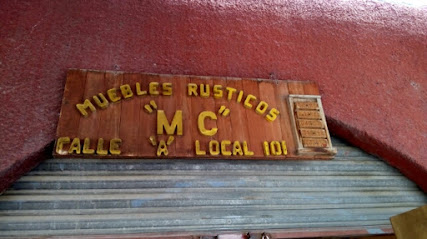 MUEBLES RUSTICOS
"MC"
CALLE "A" LOCAL 101